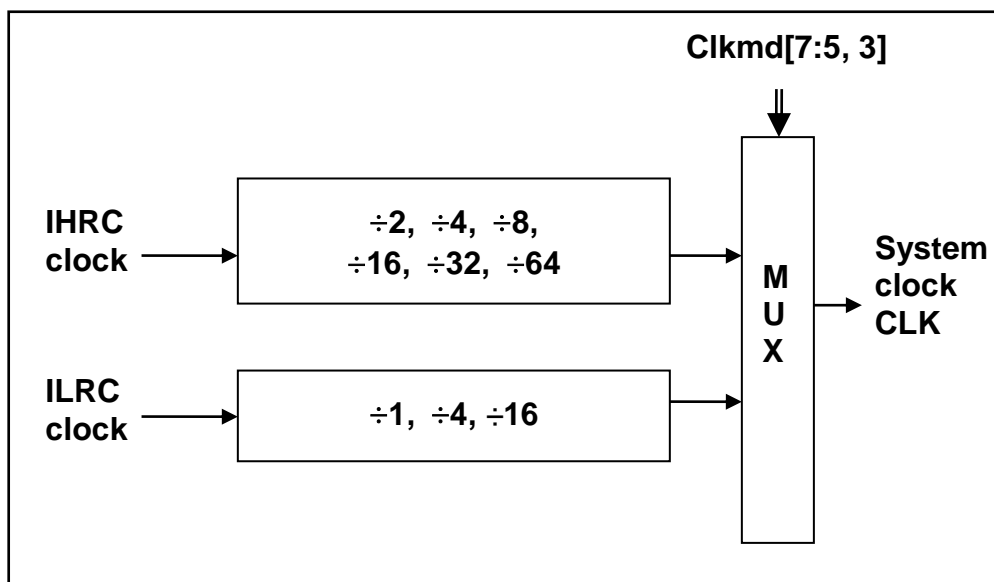 Clkmd[7:5, 3]
IHRC
clock
÷2, ÷4, ÷8,
÷16, ÷32, ÷64
M
U
X
System
clock
CLK
ILRC
clock
÷1, ÷4, ÷16